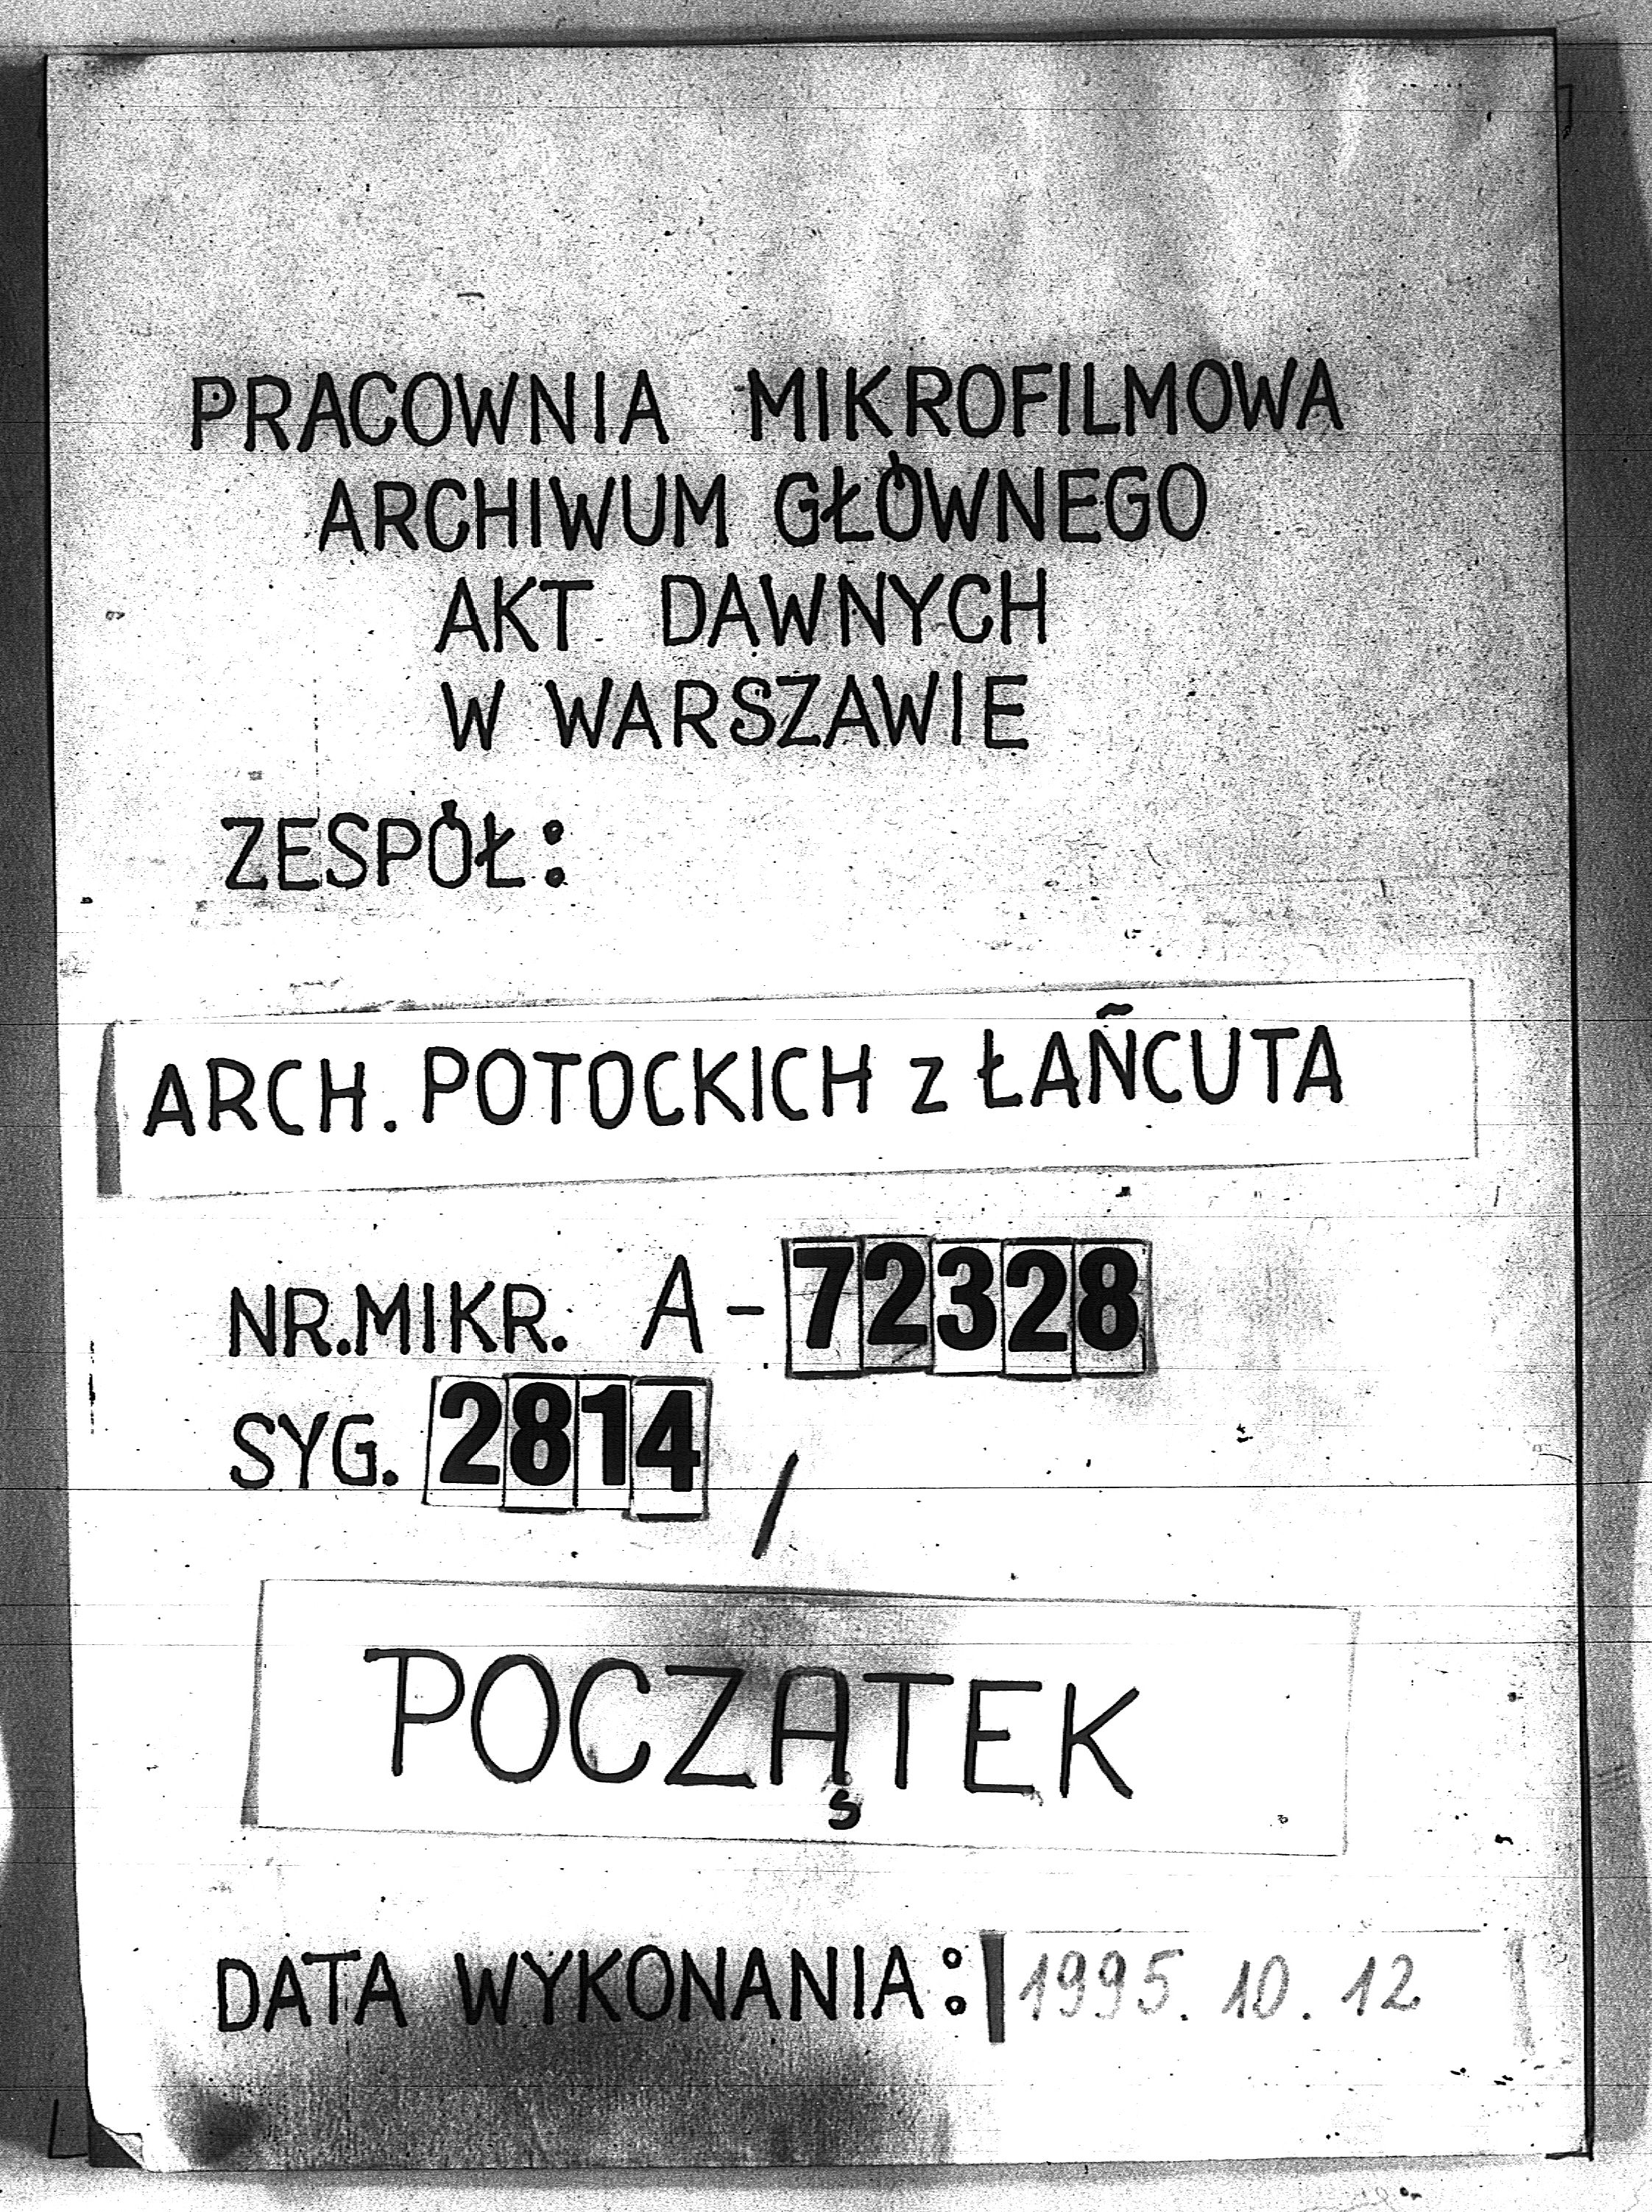 PRACOWNIA MIKROFILMOWA
ARCHIWUM GŁÓWNEGO
AKT DAWNYCH
W WARSZAWIE
ZESPÓŁ:
ARCH. POTOCKICH z ŁAŃCUTA
NR.MIKR. A-72328
SYG. 2814 /
POCZĄTEK
DATA WYKONANIA: 1995.10.12